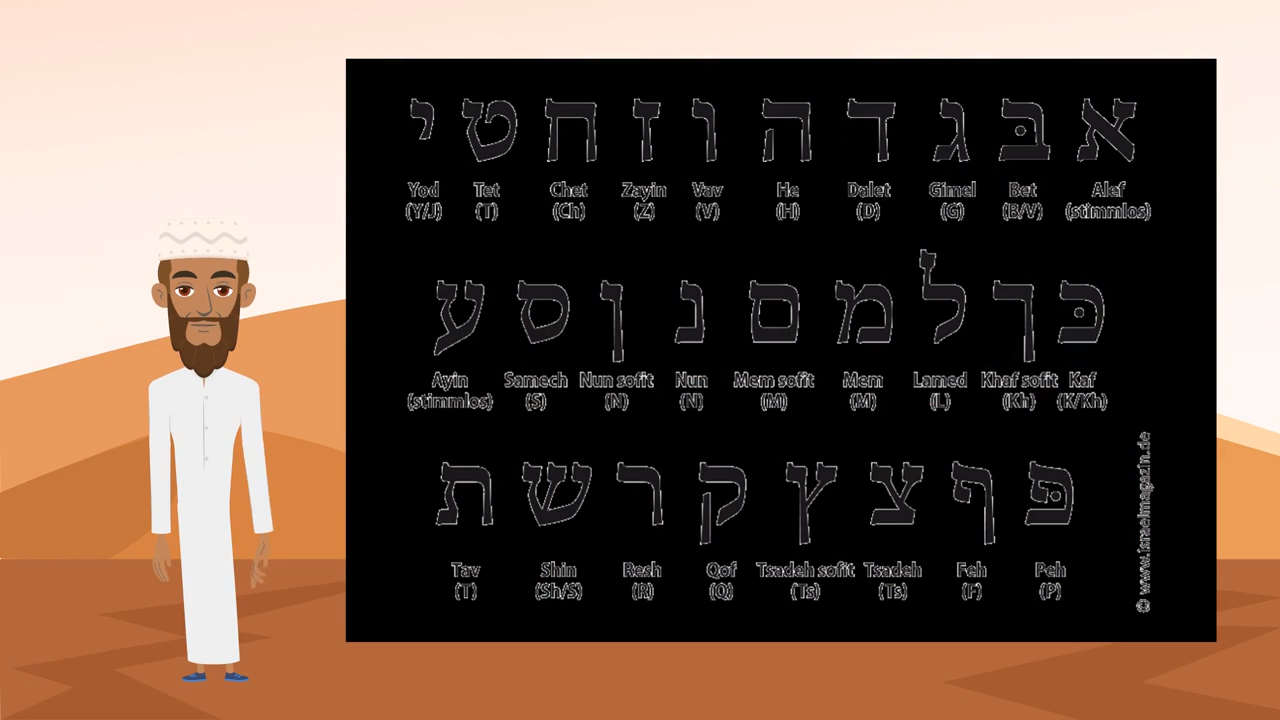 א בּ ג ד ה ו ז ח ט י
Yod Tet Chet Zayin Vav He Dalet Gimel Bet Alef
(Y/J) (T) (Ch) (Z) (V) (H) (D) (G) (B/V) (stimmlos)
כּ ך ל מ ם נ ן ס ע
Ayin Samech Nun sofit Nun Mem sofit Mem Lamed Khaf sofit Kaf
(stimmlos) (S) (N) (N) (M) (M) (L) (Kh) (K/Kh)
פּ ף צ ץ ק ר ש ת
Tav Shin Resh Qof Tsadeh sofit Tsadeh Feh Peh
(T) (Sh/S) (R) (Q) (Ts) (Ts) (F) (P)
© www.israelmagazin.de